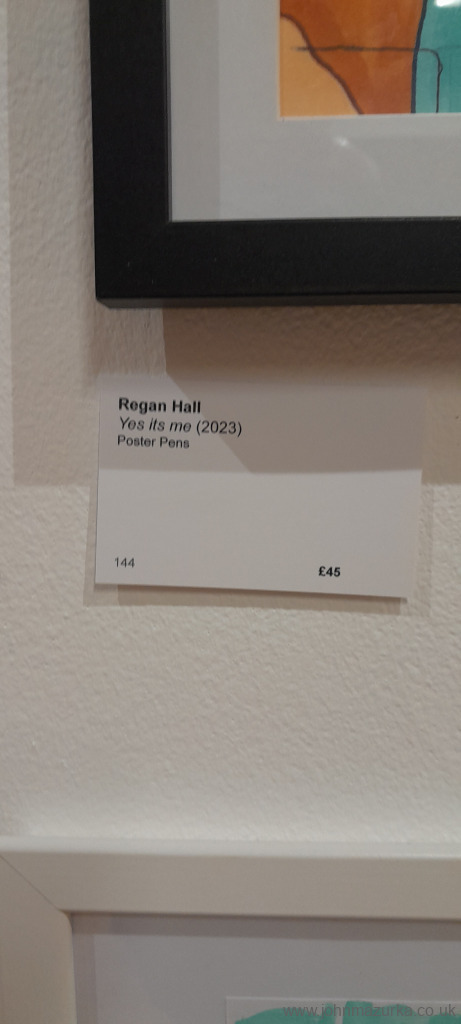 Regan Hall
Yes its me (2023)
Poster Pens
144
£45
www.johnmazurka.co.uk